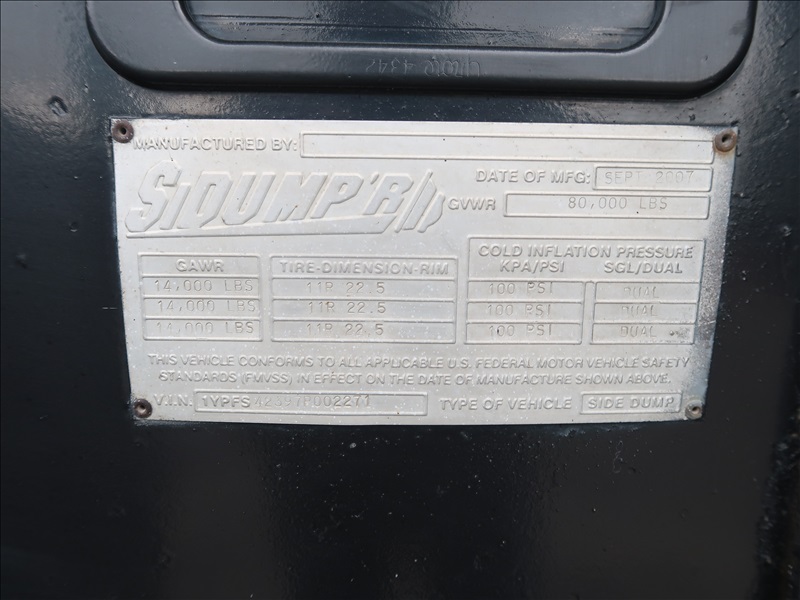 MANUFACTURED BY:
SIDUMP'R
DATE OF MFG: SEPT 2007
GVWR 80,000 LBS
GAWR TIRE-DIMENSION-RIM COLD INFLATION PRESSURE KPA/PSI SGL/DUAL
14,000 LBS 11R 22.5 100 PSI DUAL
14,000 LBS 11R 22.5 100 PSI DUAL
14,000 LBS 11R 22.5 100 PSI DUAL
THIS VEHICLE CONFORMS TO ALL APPLICABLE U.S. FEDERAL MOTOR VEHICLE SAFETY
STANDARDS (FMVSS) IN EFFECT ON THE DATE OF MANUFACTURE SHOWN ABOVE.
V.I.N. TYPE OF VEHICLE SIDE DUMP